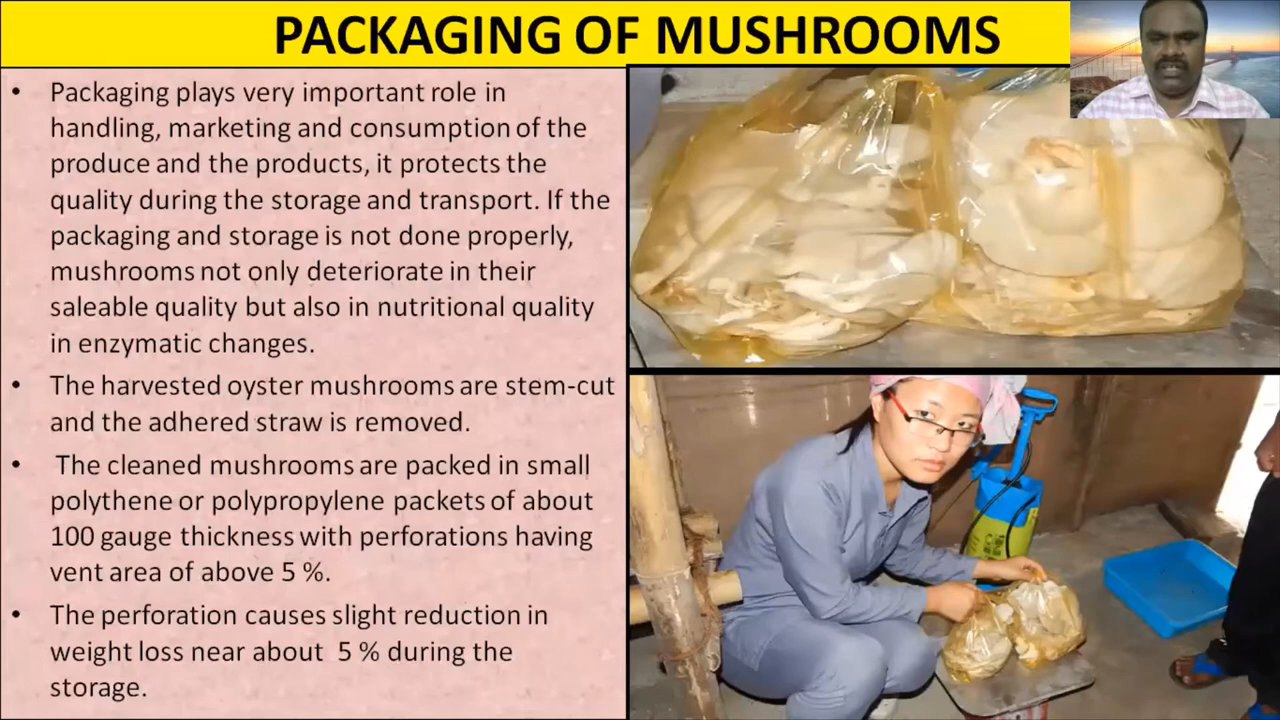 PACKAGING OF MUSHROOMS
• Packaging plays very important role in
handling, marketing and consumption of the
produce and the products, it protects the
quality during the storage and transport. If the
packaging and storage is not done properly,
mushrooms not only deteriorate in their
saleable quality but also in nutritional quality
in enzymatic changes.
• The harvested oyster mushrooms are stem-cut
and the adhered straw is removed.
• The cleaned mushrooms are packed in small
polythene or polypropylene packets of about
100 gauge thickness with perforations having
vent area of above 5 %.
• The perforation causes slight reduction in
weight loss near about 5 % during the
storage.